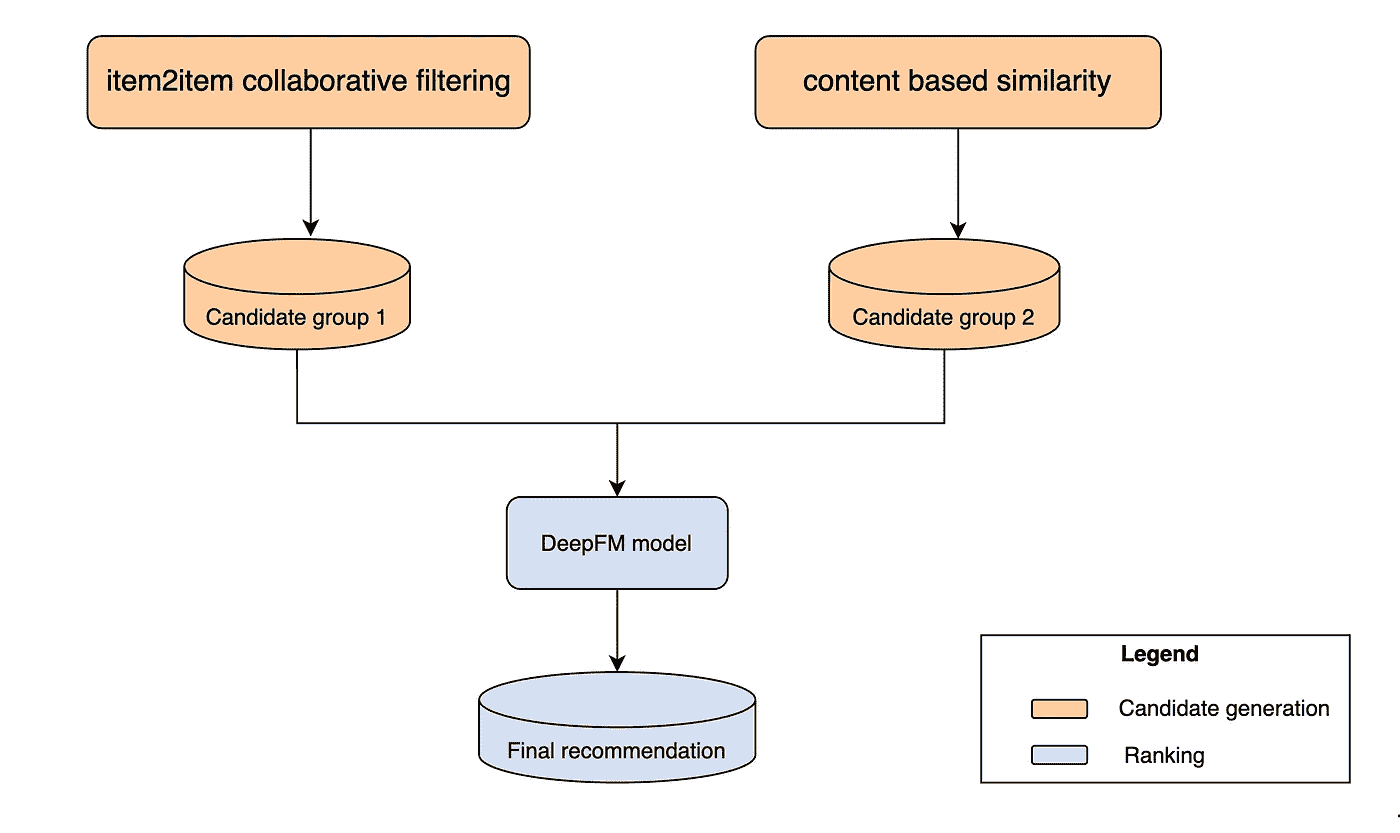 item2item collaborative filtering
content based similarity
Candidate group 1
Candidate group 2
DeepFM model
Final recommendation
Legend
Candidate generation
Ranking